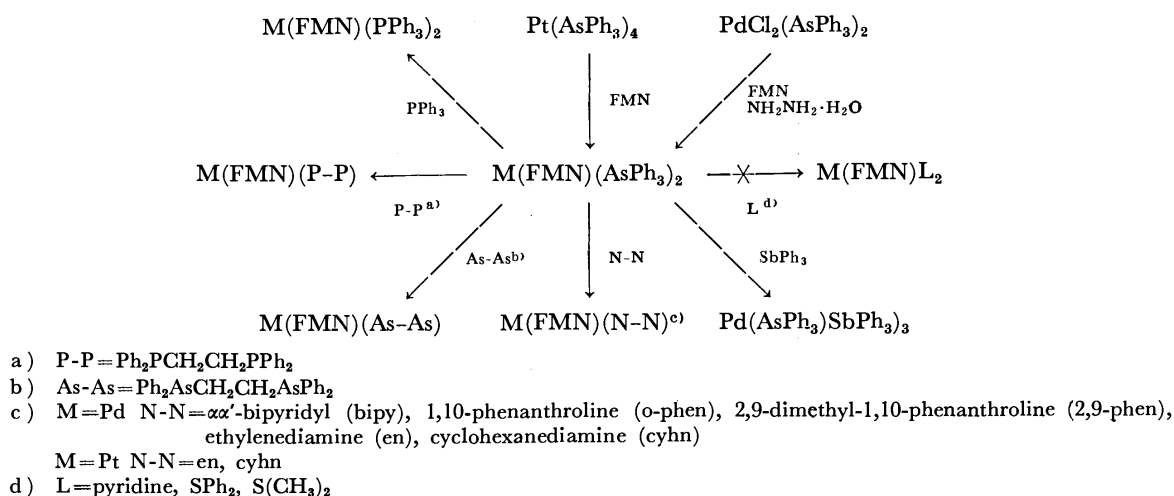 M(FMN)(PPh₃)₂ Pt(AsPh₃)₄ PdCl₂(AsPh₃)₂
PPh₃ FMN FMN
NH₂NH₂·H₂O
M(FMN)(P-P) M(FMN)(AsPh₃)₂ M(FMN)L₂
P-Pᵃ⁾ Lᵈ⁾
As-Asᵇ⁾ N-N SbPh₃
M(FMN)(As-As) M(FMN)(N-N)ᶜ⁾ Pd(AsPh₃)SbPh₃)₃
a) P-P=Ph₂PCH₂CH₂PPh₂
b) As-As=Ph₂AsCH₂CH₂AsPh₂
c) M=Pd N-N=αα′-bipyridyl (bipy), 1,10-phenanthroline (o-phen), 2,9-dimethyl-1,10-phenanthroline (2,9-phen),
ethylenediamine (en), cyclohexanediamine (cyhn)
M=Pt N-N=en, cyhn
d) L=pyridine, SPh₂, S(CH₃)₂